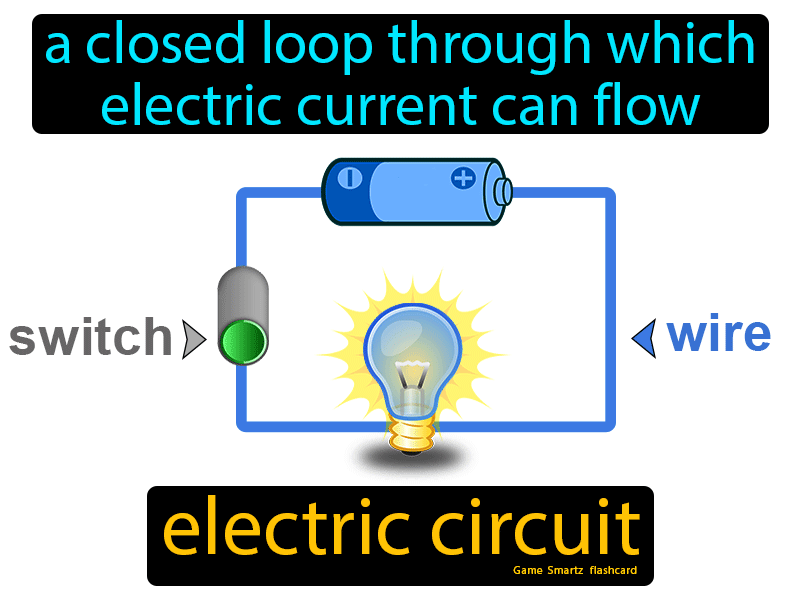 a closed loop through which
electric current can flow
switch
wire
electric circuit
Game Smartz flashcard